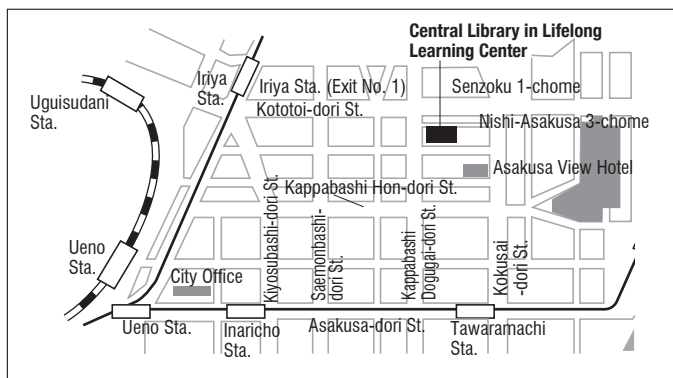 Central Library in Lifelong
Learning Center
Iriya
Sta.
Iriya Sta. (Exit No. 1)
Senzoku 1-chome
Uguisudani
Sta.
Kototoi-dori St.
Nishi-Asakusa 3-chome
Asakusa View Hotel
Kappabashi Hon-dori St.
Kiyosubashi-dori St.
Saemonbashi-
dori St.
Kappabashi
Dogugai-dori St.
Kokusai
-dori St.
Ueno
Sta.
City Office
Ueno Sta.
Inaricho
Sta.
Asakusa-dori St.
Tawaramachi
Sta.